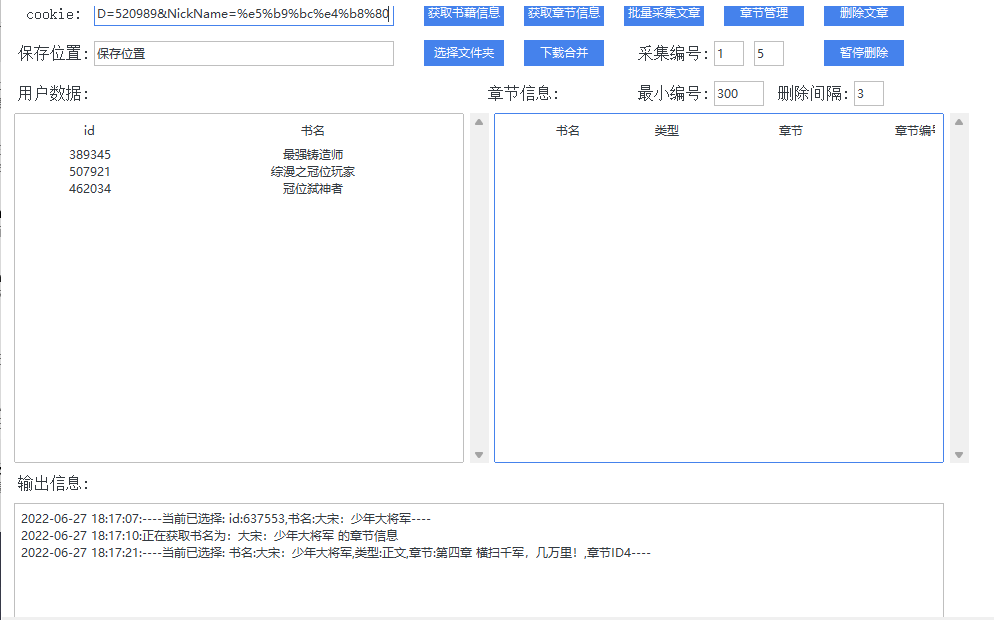 cookie: D=520989&NickName=%e5%b9%bc%e4%b8%80 获取书籍信息 获取章节信息 批量采集文章 章节管理 删除文章
保存位置: 保存位置 选择文件夹 下载合并 采集编号: 1 5 暂停删除
用户数据: 章节信息: 最小编号: 300 删除间隔: 3
id 书名 书名 类型 章节 章节编号
389345 最强铸造师
507921 综漫之冠位玩家
462034 冠位弑神者
输出信息:
2022-06-27 18:17:07:----当前已选择: id:637553,书名:大宋：少年大将军----
2022-06-27 18:17:10:正在获取书名为：大宋：少年大将军 的章节信息
2022-06-27 18:17:21:----当前已选择: 书名:大宋：少年大将军,类型:正文,章节:第四章 横扫千军，几万里！,章节ID4----